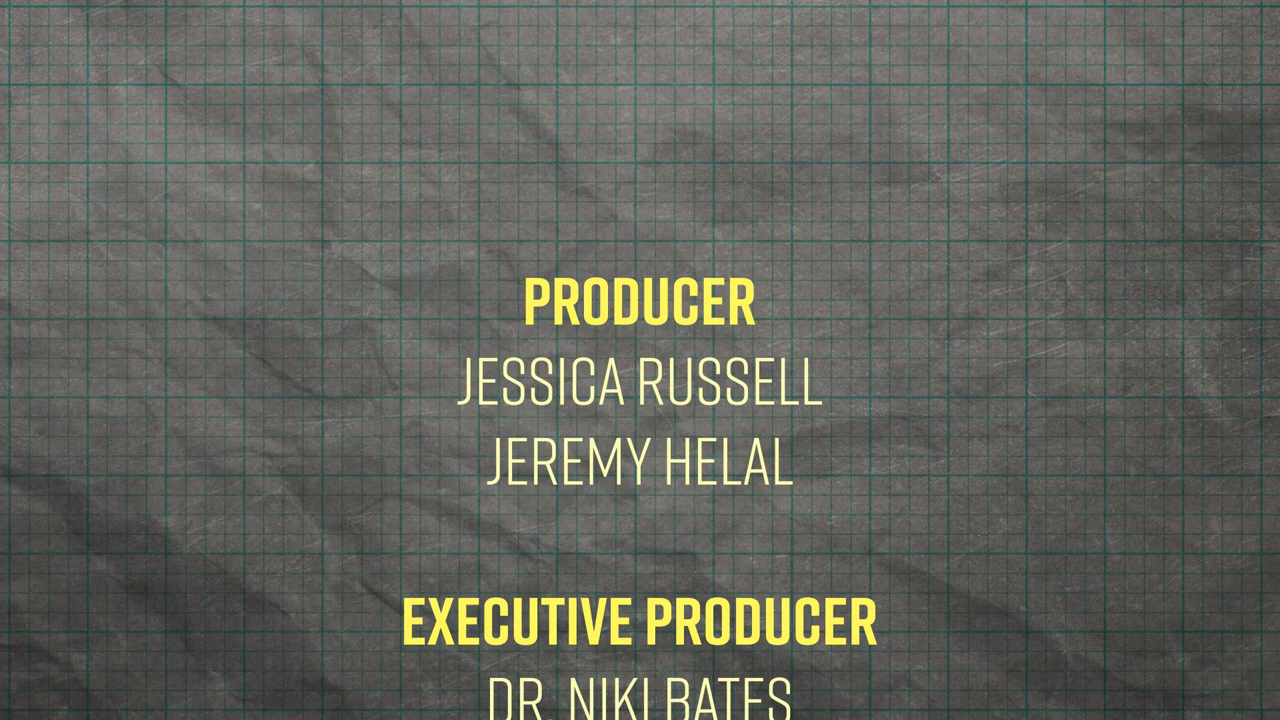 PRODUCER
JESSICA RUSSELL
JEREMY HELAL
EXECUTIVE PRODUCER
DR. NIKI BATES